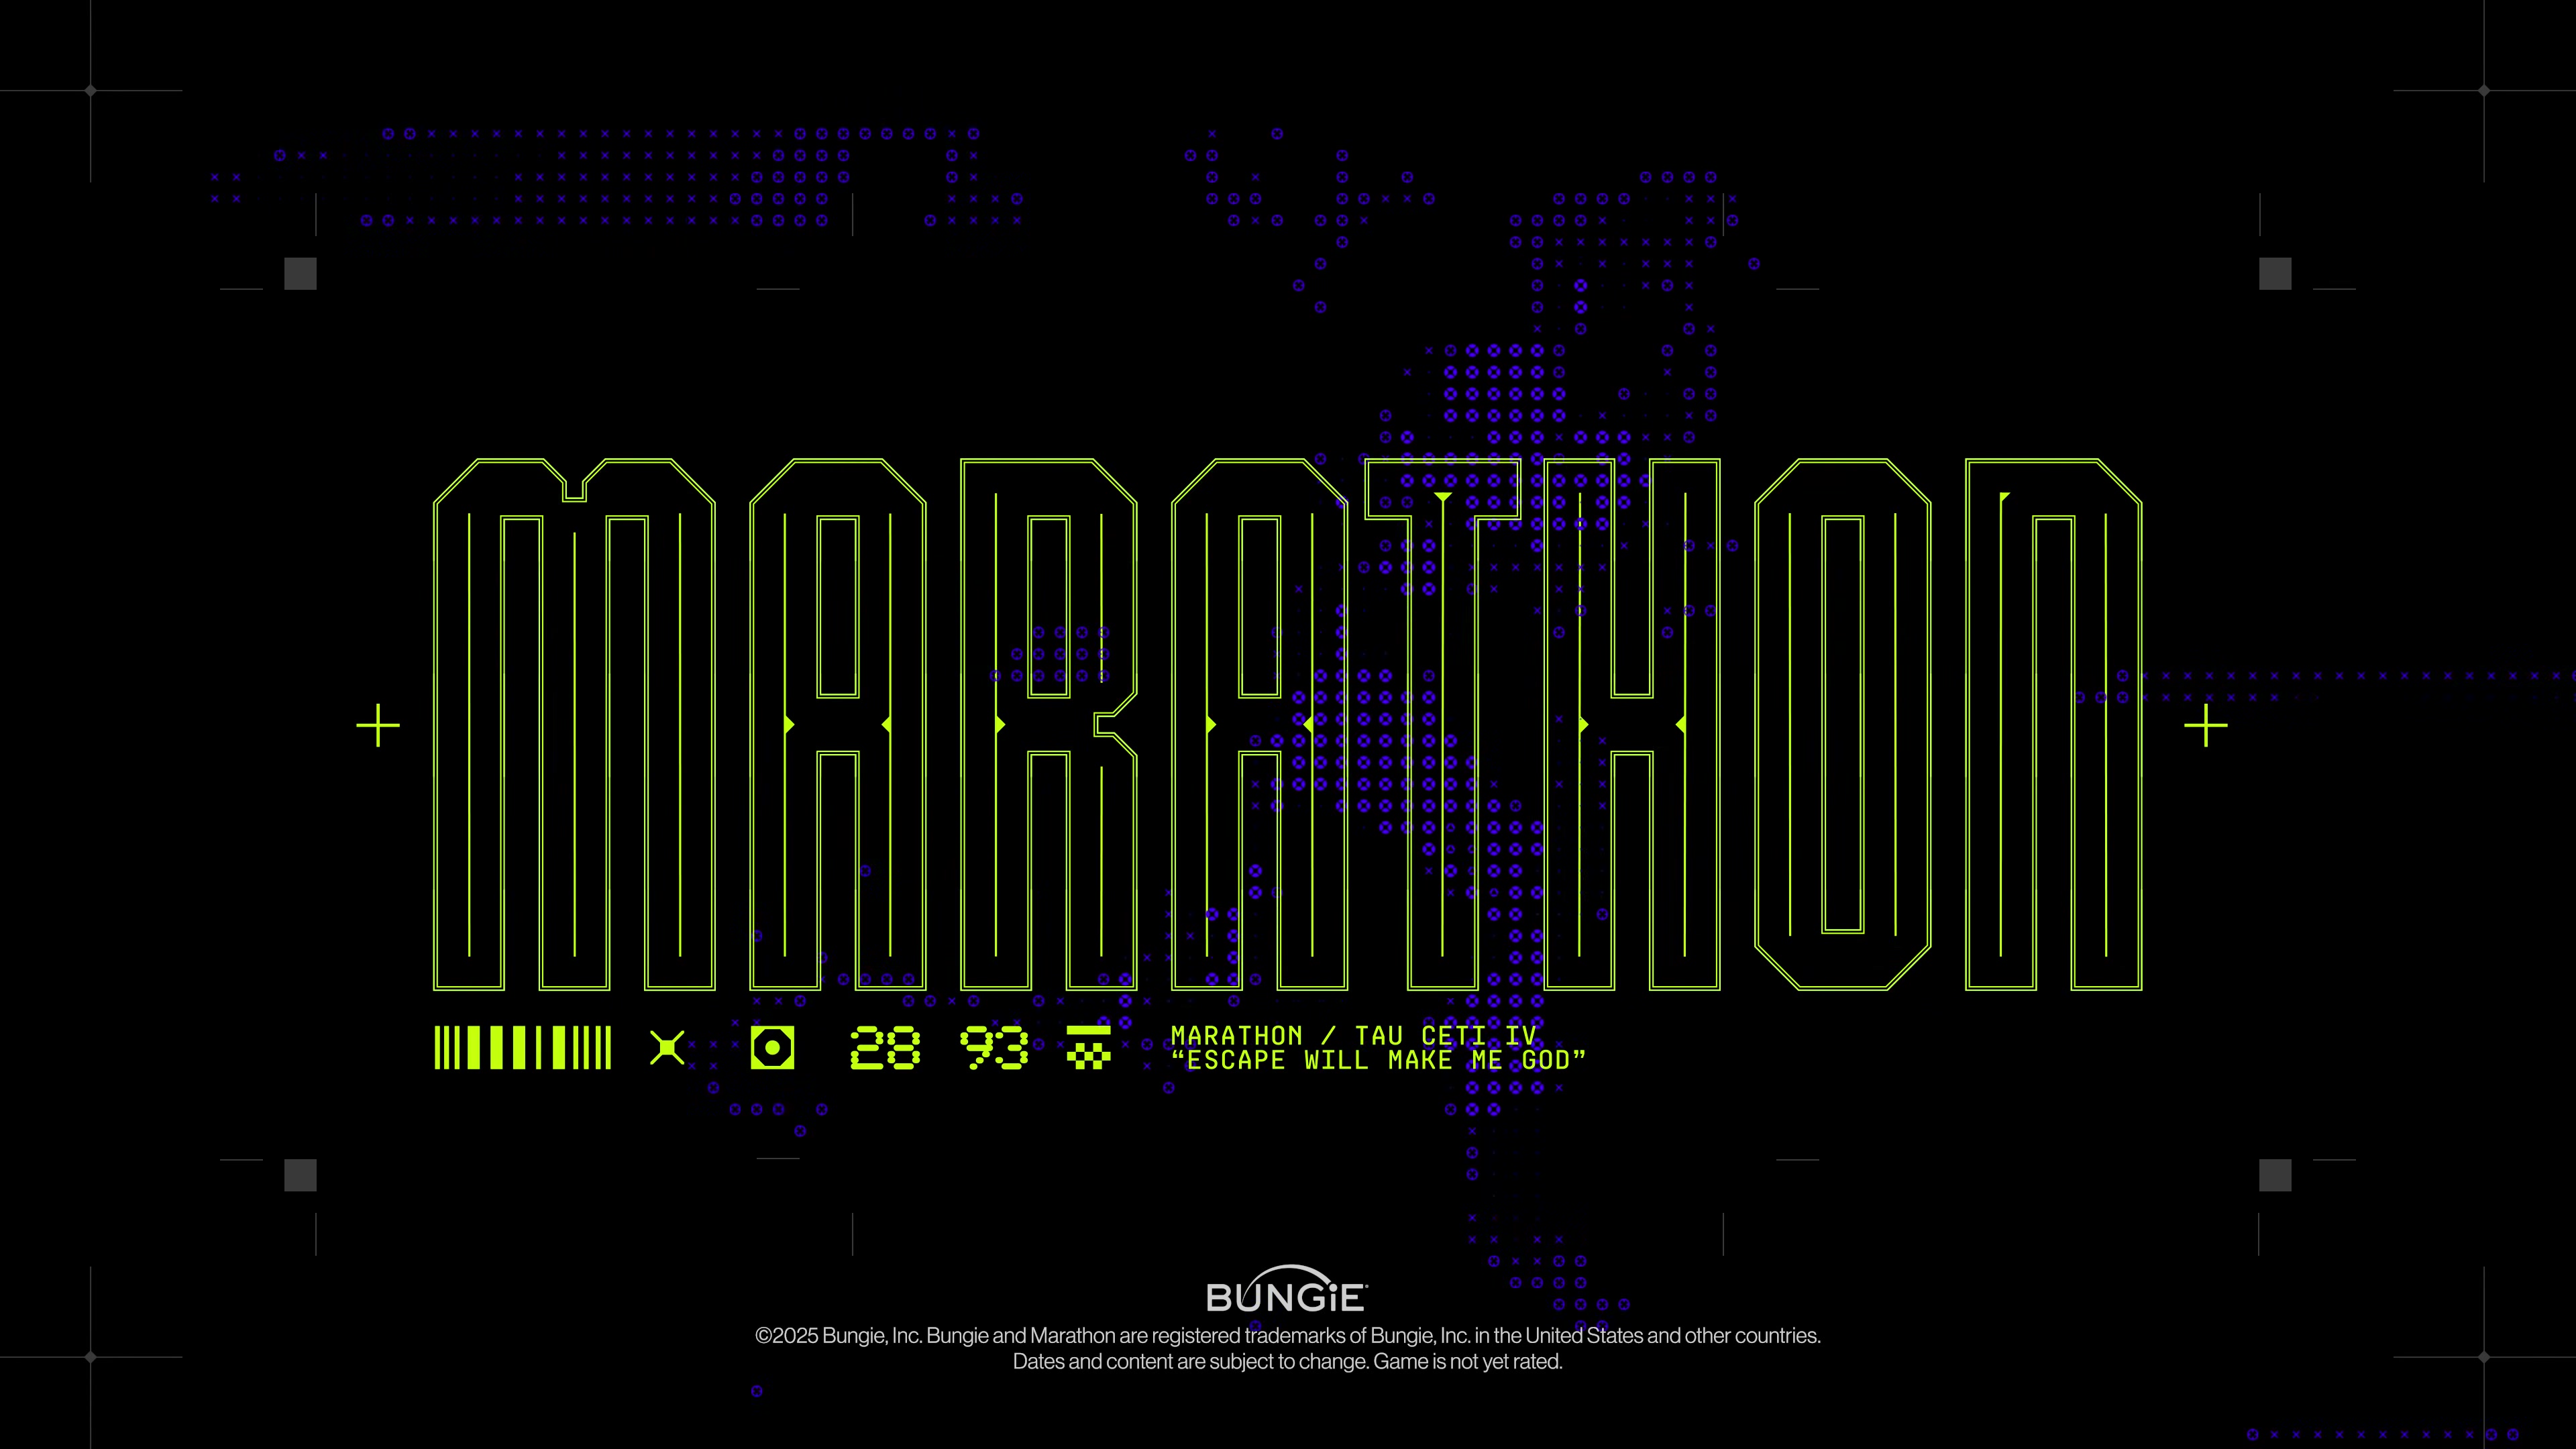 MARATHON
28 93
MARATHON / TAU CETI IV
“ESCAPE WILL MAKE ME GOD”
BUNGiE
©2025 Bungie, Inc. Bungie and Marathon are registered trademarks of Bungie, Inc. in the United States and other countries.
Dates and content are subject to change. Game is not yet rated.